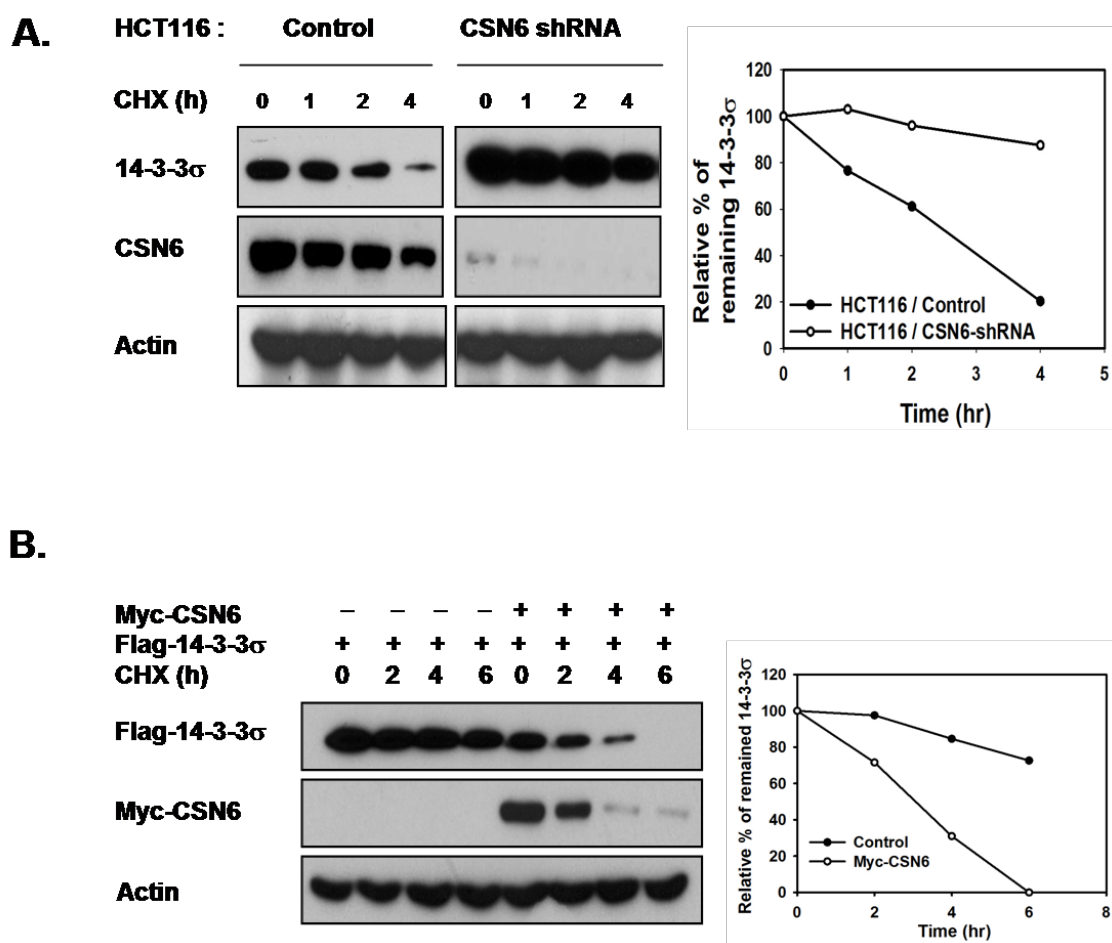 A.
HCT116 : Control CSN6 shRNA
CHX (h) 0 1 2 4 0 1 2 4
14-3-3σ
CSN6
Actin
Relative % of
remaining 14-3-3σ
120
100
80
60
40
20
0
HCT116 / Control
HCT116 / CSN6-shRNA
0 1 2 3 4 5
Time (hr)
B.
Myc-CSN6 – – – – + + + +
Flag-14-3-3σ + + + + + + + +
CHX (h) 0 2 4 6 0 2 4 6
Flag-14-3-3σ
Myc-CSN6
Actin
Relative % of remained 14-3-3σ
120
100
80
60
40
20
0
Control
Myc-CSN6
0 2 4 6 8
Time (hr)